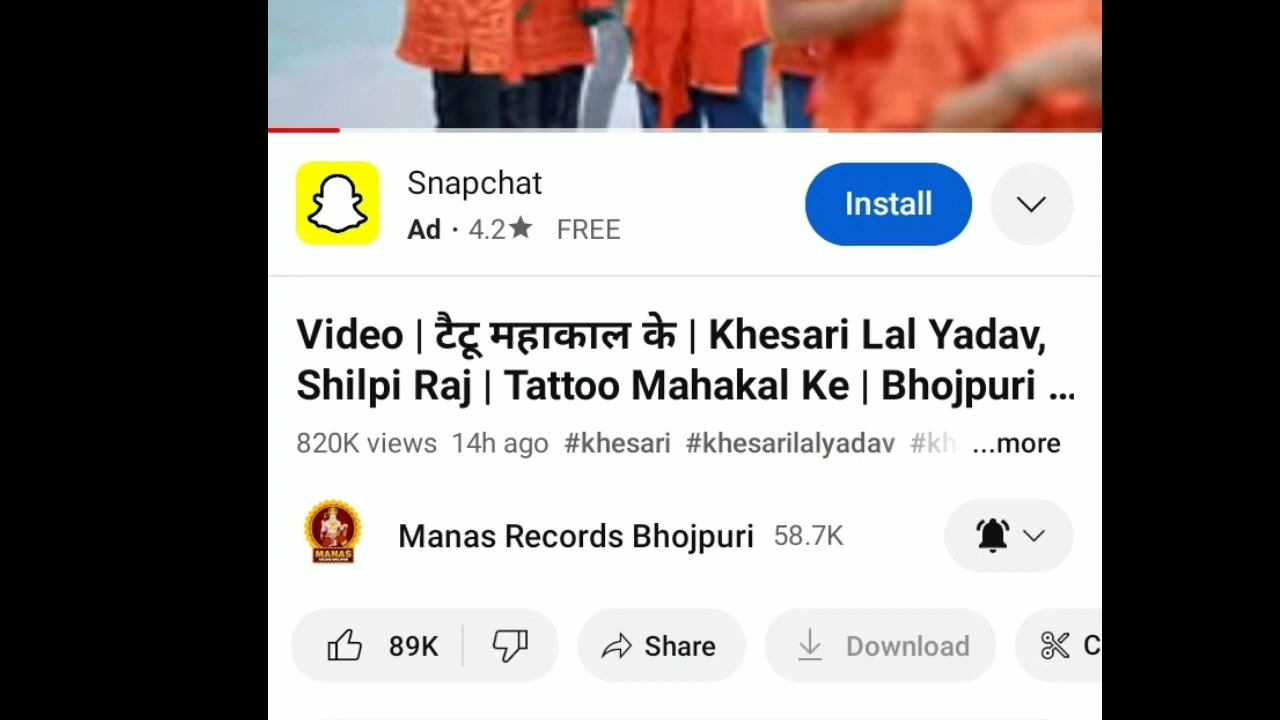 Snapchat
Ad · 4.2★ FREE
Install
Video | टैटू महाकाल के | Khesari Lal Yadav,
Shilpi Raj | Tattoo Mahakal Ke | Bhojpuri ...
820K views 14h ago #khesari #khesarilalyadav #kh ...more
MANAS
Manas Records Bhojpuri 58.7K
89K Share Download C